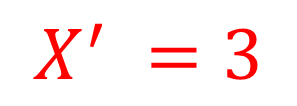 X′ = 3